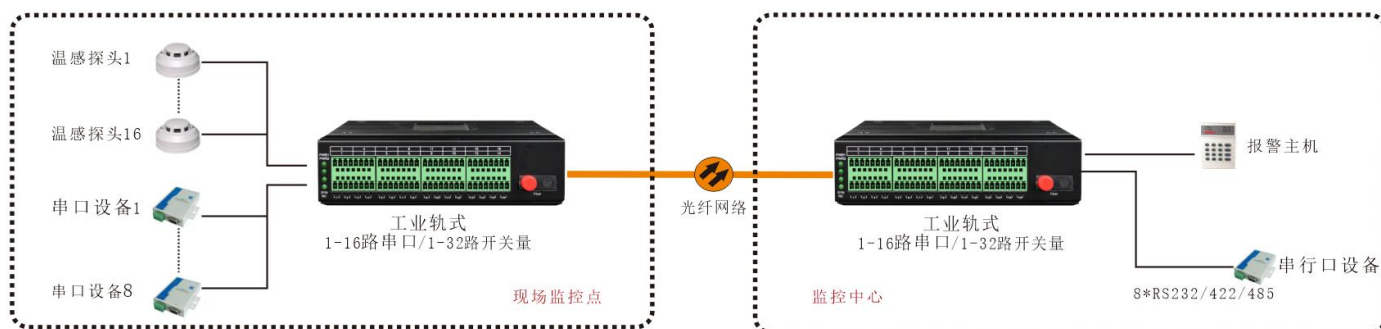 温感探头1
温感探头16
串口设备1
串口设备8
工业轨式
1-16路串口/1-32路开关量
现场监控点
光纤网络
工业轨式
1-16路串口/1-32路开关量
监控中心
报警主机
串行口设备
8*RS232/422/485